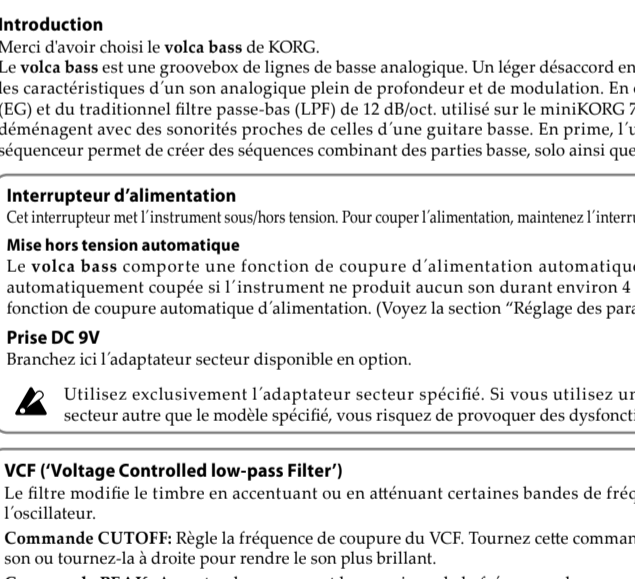 Introduction
Merci d'avoir choisi le volca bass de KORG.
Le volca bass est une groovebox de lignes de basse analogique. Un léger désaccord en
les caractéristiques d´un son analogique plein de profondeur et de modulation. En
(EG) et du traditionnel filtre passe-bas (LPF) de 12 dB/oct. utilisé sur le miniKORG 7
déménagent avec des sonorités proches de celles d´une guitare basse. En prime, l´u
séquenceur permet de créer des séquences combinant des parties basse, solo ainsi que
Interrupteur d’alimentation
Cet interrupteur met l´instrument sous/hors tension. Pour couper l´alimentation, maintenez l´interru
Mise hors tension automatique
Le volca bass comporte une fonction de coupure d´alimentation automatique
automatiquement coupée si l´instrument ne produit aucun son durant environ 4
fonction de coupure automatique d´alimentation. (Voyez la section “Réglage des para
Prise DC 9V
Branchez ici l´adaptateur secteur disponible en option.
Utilisez exclusivement l´adaptateur secteur spécifié. Si vous utilisez un
secteur autre que le modèle spécifié, vous risquez de provoquer des dysfoncti
VCF (‘Voltage Controlled low-pass Filter’)
Le filtre modifie le timbre en accentuant ou en atténuant certaines bandes de fréq
l´oscillateur.
Commande CUTOFF: Règle la fréquence de coupure du VCF. Tournez cette comman
son ou tournez-la à droite pour rendre le son plus brillant.